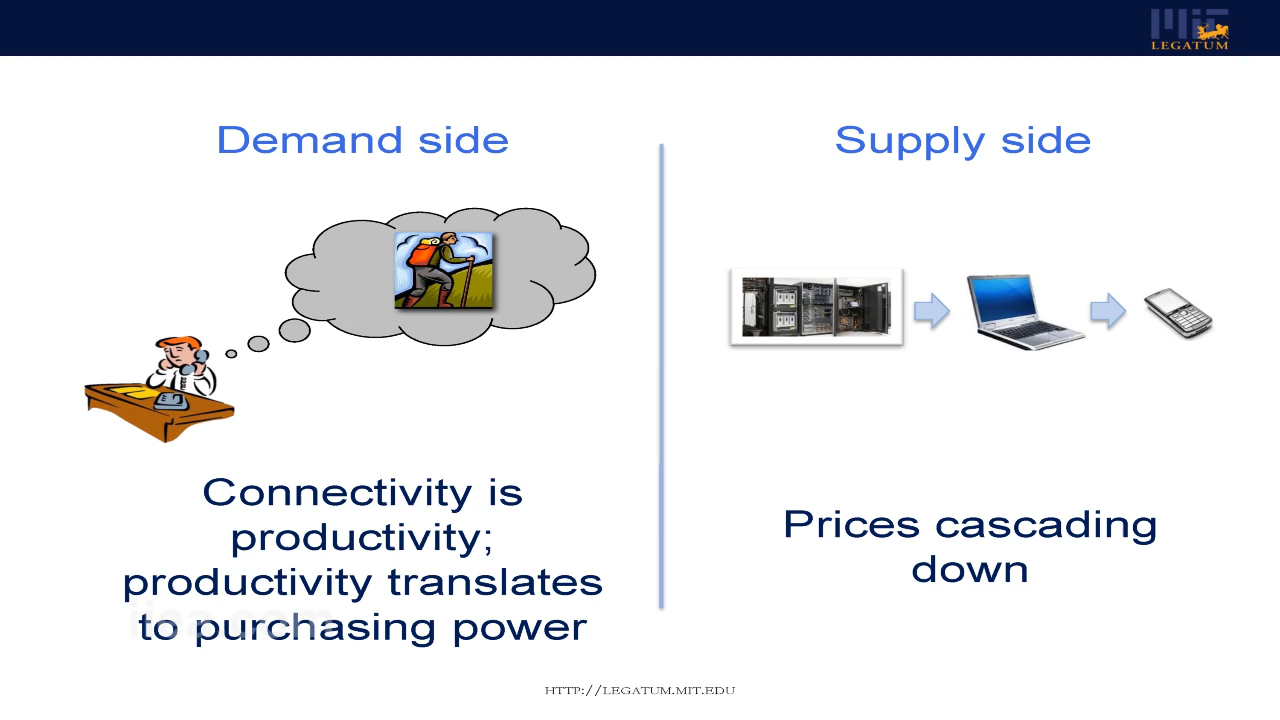 MIT
LEGATUM
Demand side
Supply side
Connectivity is
productivity;
productivity translates
to purchasing power
Prices cascading
down
HTTP://LEGATUM.MIT.EDU